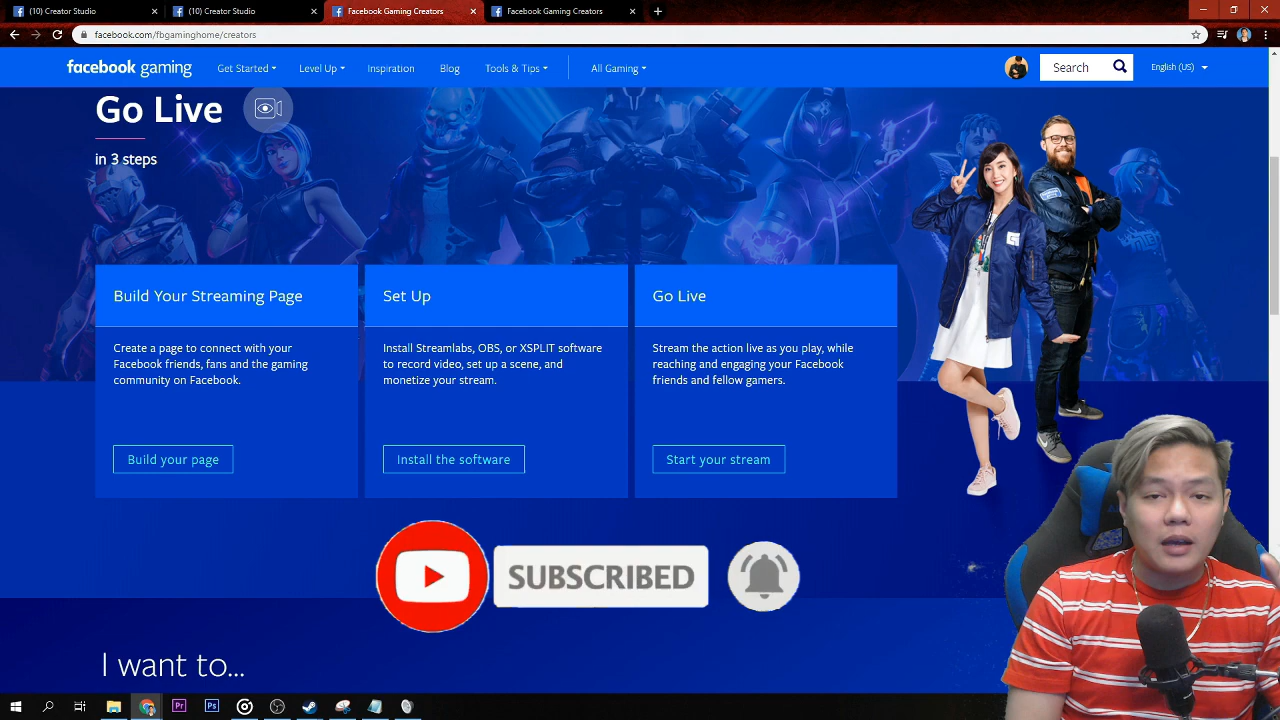 (10) Creator Studio
(10) Creator Studio
Facebook Gaming Creators
Facebook Gaming Creators
facebook.com/fbgaminghome/creators
facebook gaming
Get Started
Level Up
Inspiration
Blog
Tools & Tips
All Gaming
Search
English (US)
Go Live
in 3 steps
Build Your Streaming Page
Create a page to connect with your
Facebook friends, fans and the gaming
community on Facebook.
Build your page
Set Up
Install Streamlabs, OBS, or XSPLIT software
to record video, set up a scene, and
monetize your stream.
Install the software
Go Live
Stream the action live as you play, while
reaching and engaging your Facebook
friends and fellow gamers.
Start your stream
SUBSCRIBED
I want to...
Pr
Ps